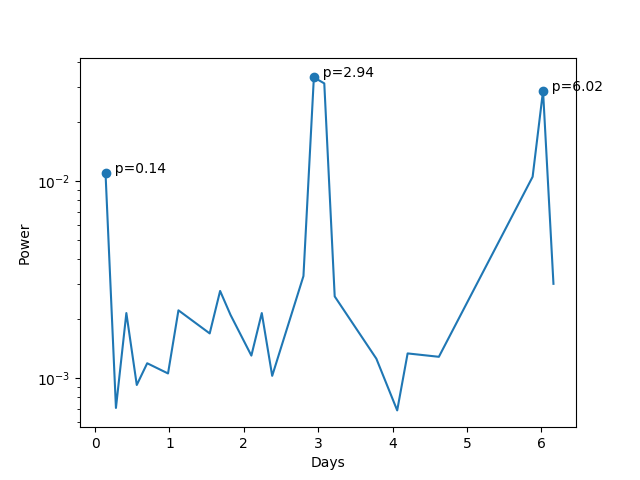 p=2.94
p=6.02
p=0.14
10⁻²
10⁻³
Power
0 1 2 3 4 5 6
Days